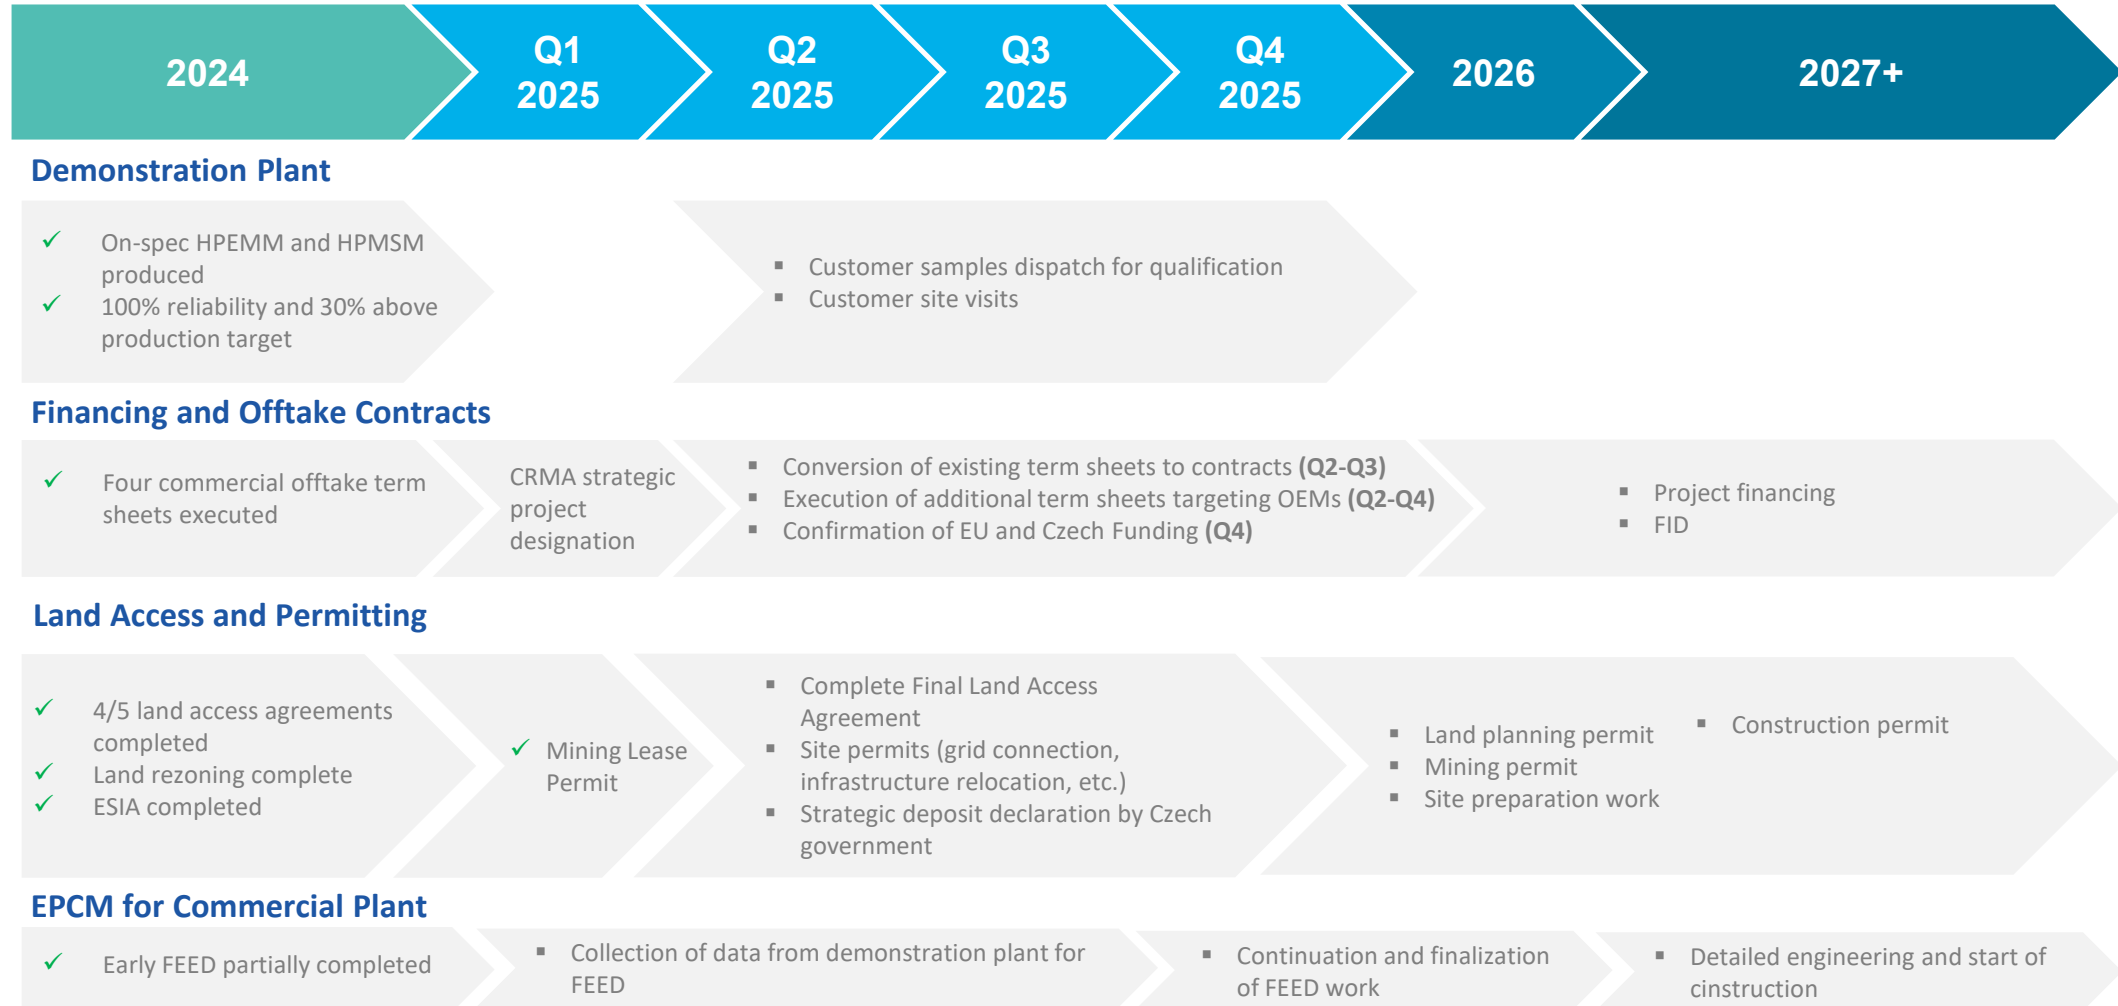 2024
Q1
2025
Q2
2025
Q3
2025
Q4
2025
2026
2027+
Demonstration Plant
✓ On-spec HPEMM and HPMSM
produced
✓ 100% reliability and 30% above
production target
▪ Customer samples dispatch for qualification
▪ Customer site visits
Financing and Offtake Contracts
✓ Four commercial offtake term
sheets executed
CRMA strategic
project
designation
▪ Conversion of existing term sheets to contracts (Q2-Q3)
▪ Execution of additional term sheets targeting OEMs (Q2-Q4)
▪ Confirmation of EU and Czech Funding (Q4)
▪ Project financing
▪ FID
Land Access and Permitting
✓ 4/5 land access agreements
completed
✓ Land rezoning complete
✓ ESIA completed
✓ Mining Lease
Permit
▪ Complete Final Land Access
Agreement
▪ Site permits (grid connection,
infrastructure relocation, etc.)
▪ Strategic deposit declaration by Czech
government
▪ Land planning permit
▪ Mining permit
▪ Site preparation work
▪ Construction permit
EPCM for Commercial Plant
✓ Early FEED partially completed
▪ Collection of data from demonstration plant for
FEED
▪ Continuation and finalization
of FEED work
▪ Detailed engineering and start of
cinstruction